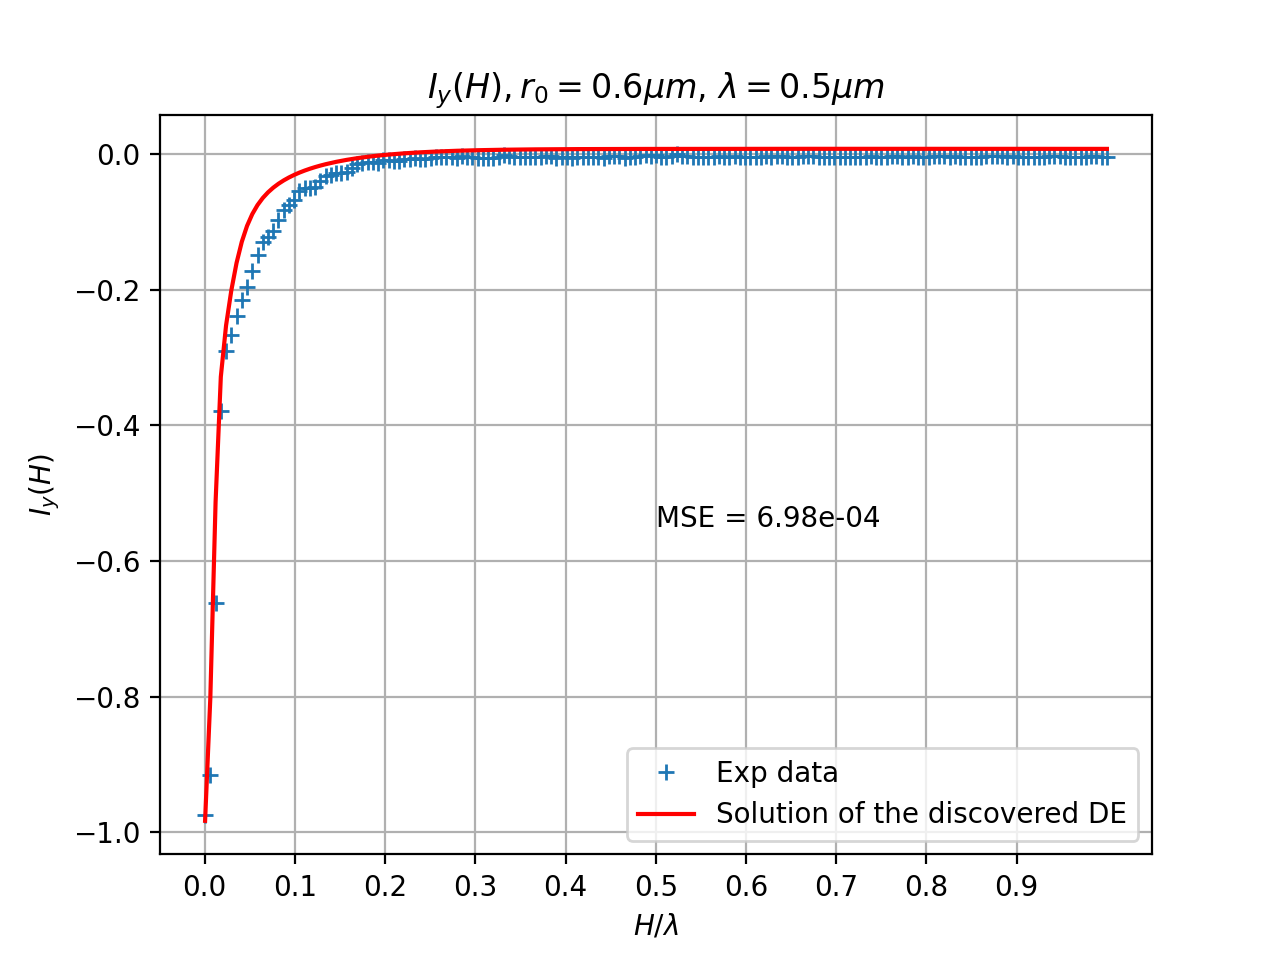 I_y(H), r_0 = 0.6μm, λ = 0.5μm
I_y(H)
0.0
−0.2
−0.4
−0.6
−0.8
−1.0
MSE = 6.98e-04
Exp data
Solution of the discovered DE
0.0 0.1 0.2 0.3 0.4 0.5 0.6 0.7 0.8 0.9
H/λ